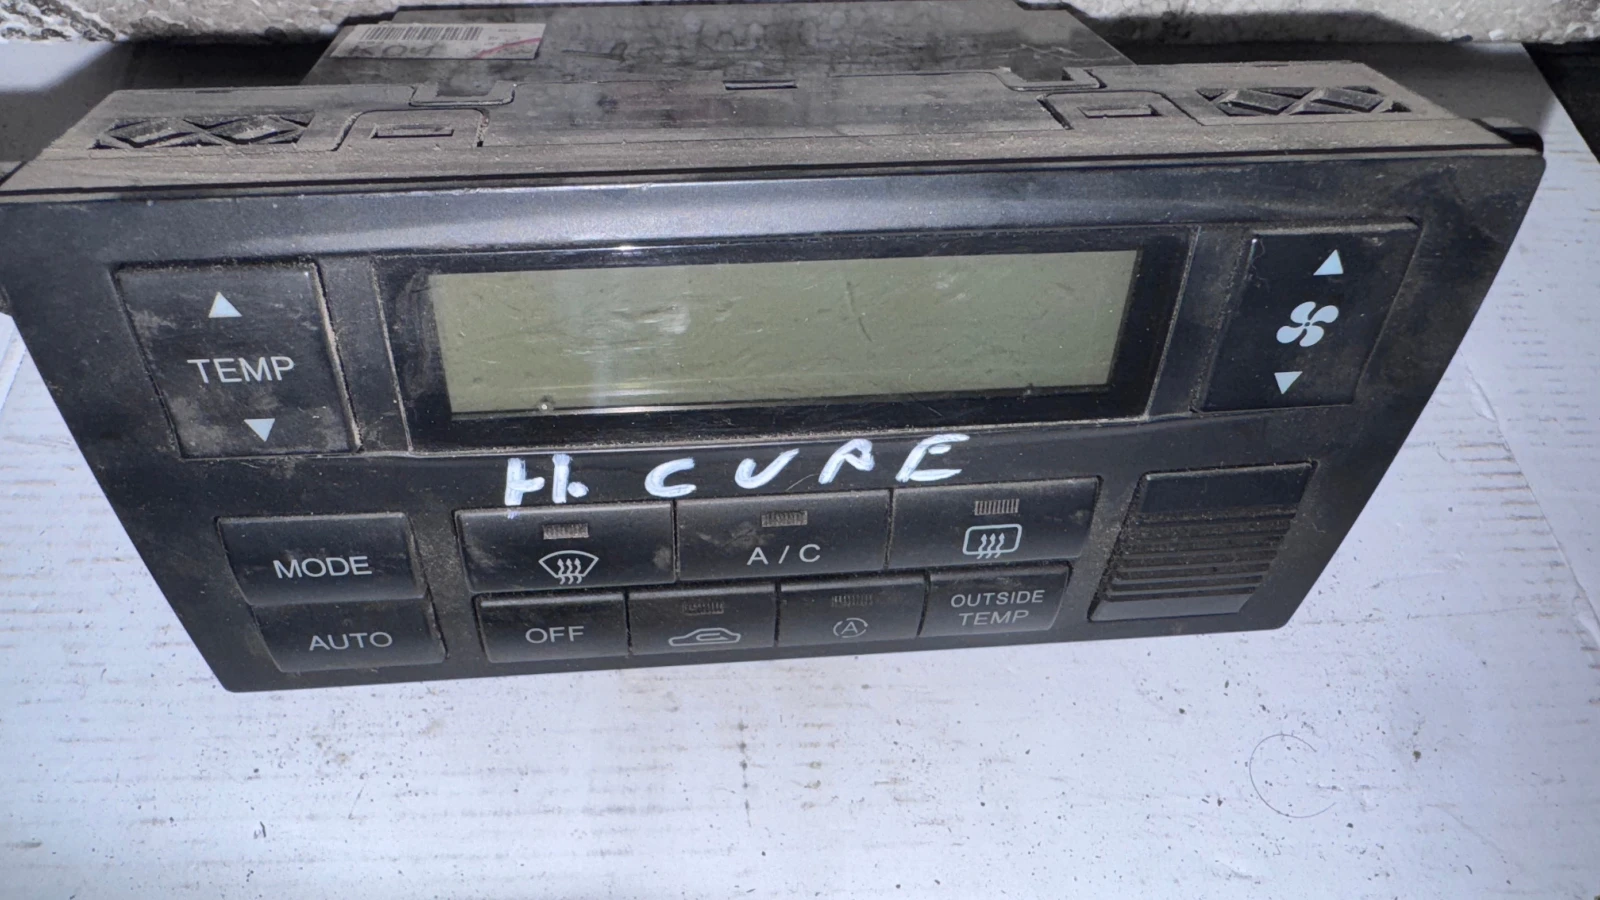 TEMP
H. CUPE
MODE
A / C
AUTO
OFF
A
OUTSIDE
TEMP